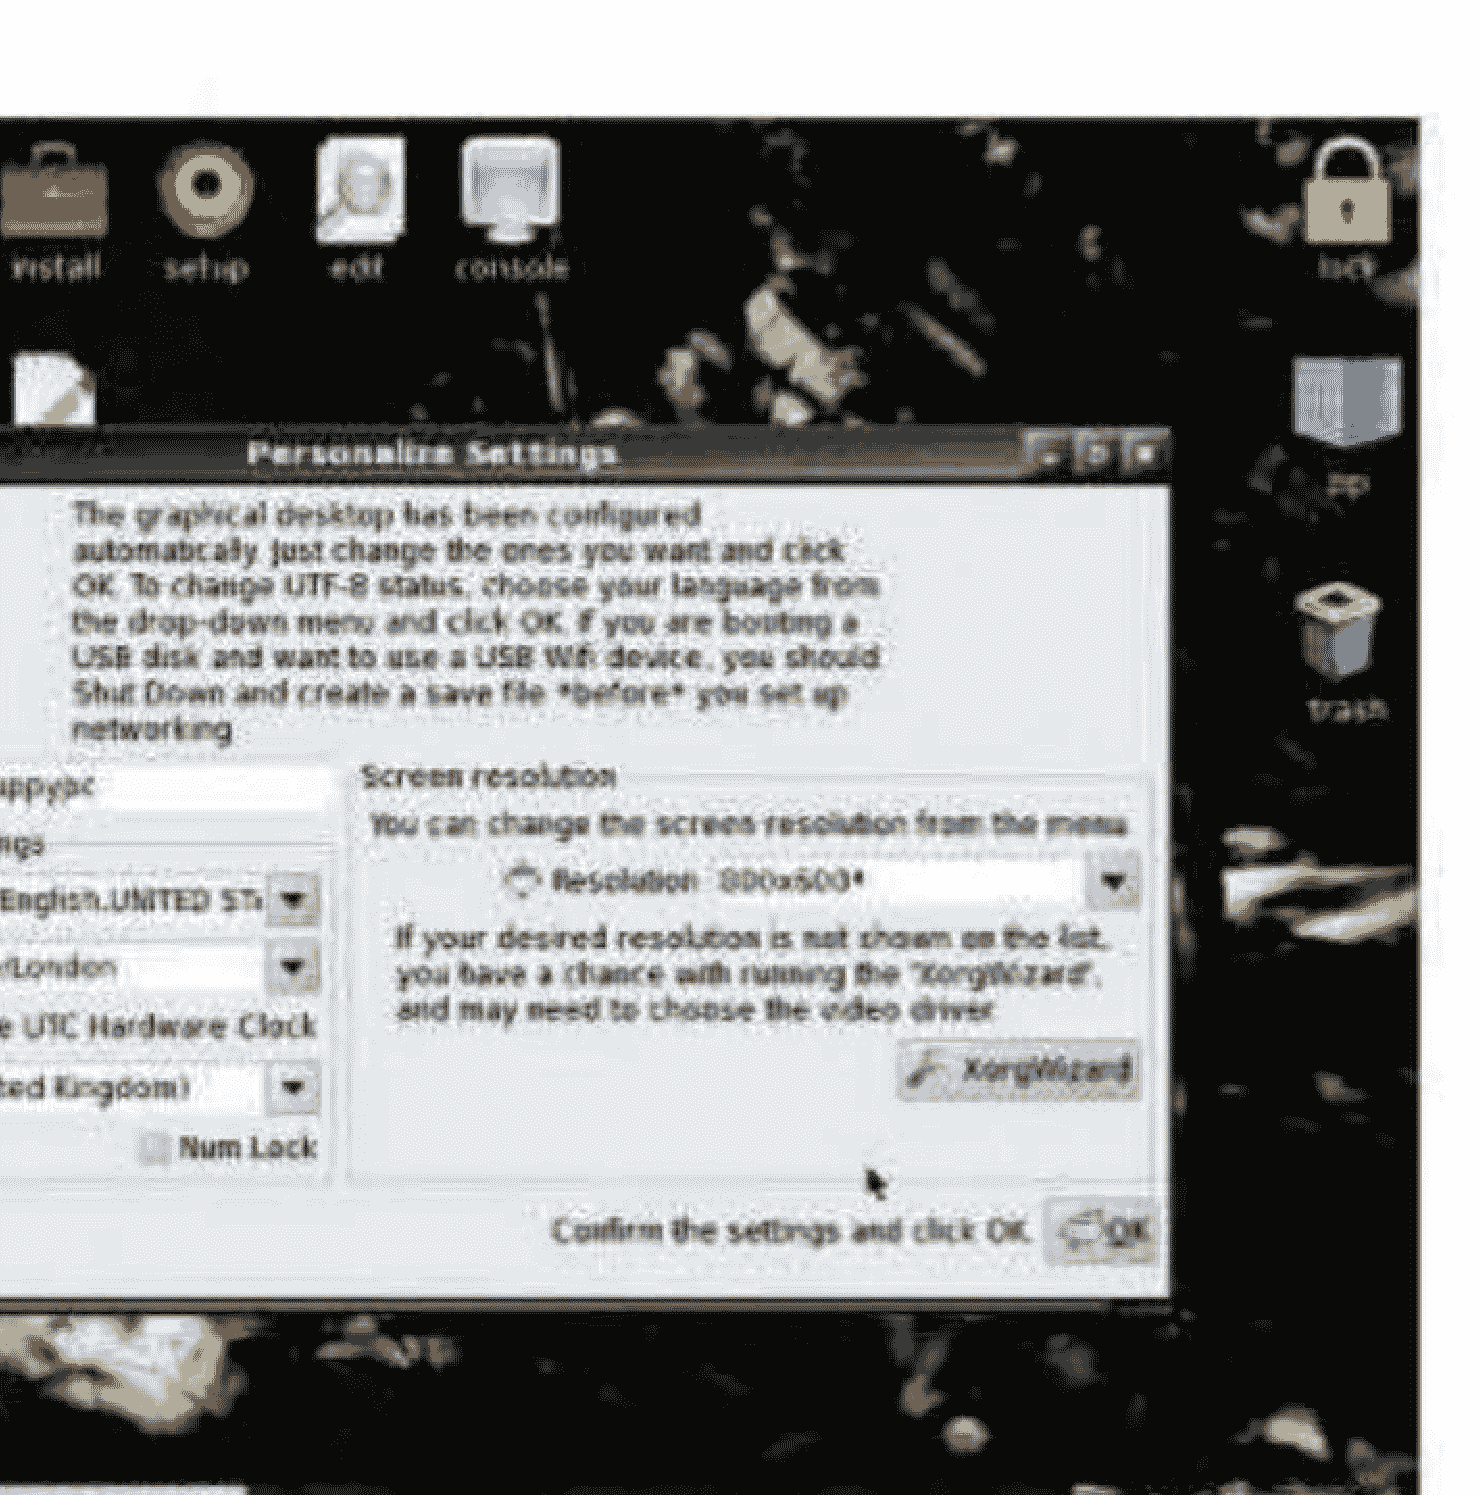 install setup edit console lock
zip
Personalize Settings
The graphical desktop has been configured
automatically. Just change the ones you want and click
OK. To change UTF-8 status, choose your language from
the drop-down menu and click OK. If you are booting a
USB disk and want to use a USB Wifi device, you should
Shut Down and create a save file *before* you set up
networking
trash
uppypc
Screen resolution
ngs
You can change the screen resolution from the menu
English.UNITED STA
Resolution 800x600*
/London
If your desired resolution is not shown on the list,
you have a chance with running the 'XorgWizard',
and may need to choose the video driver.
e UTC Hardware Clock
ted Kingdom)
XorgWizard
Num Lock
Confirm the settings and click OK. OK